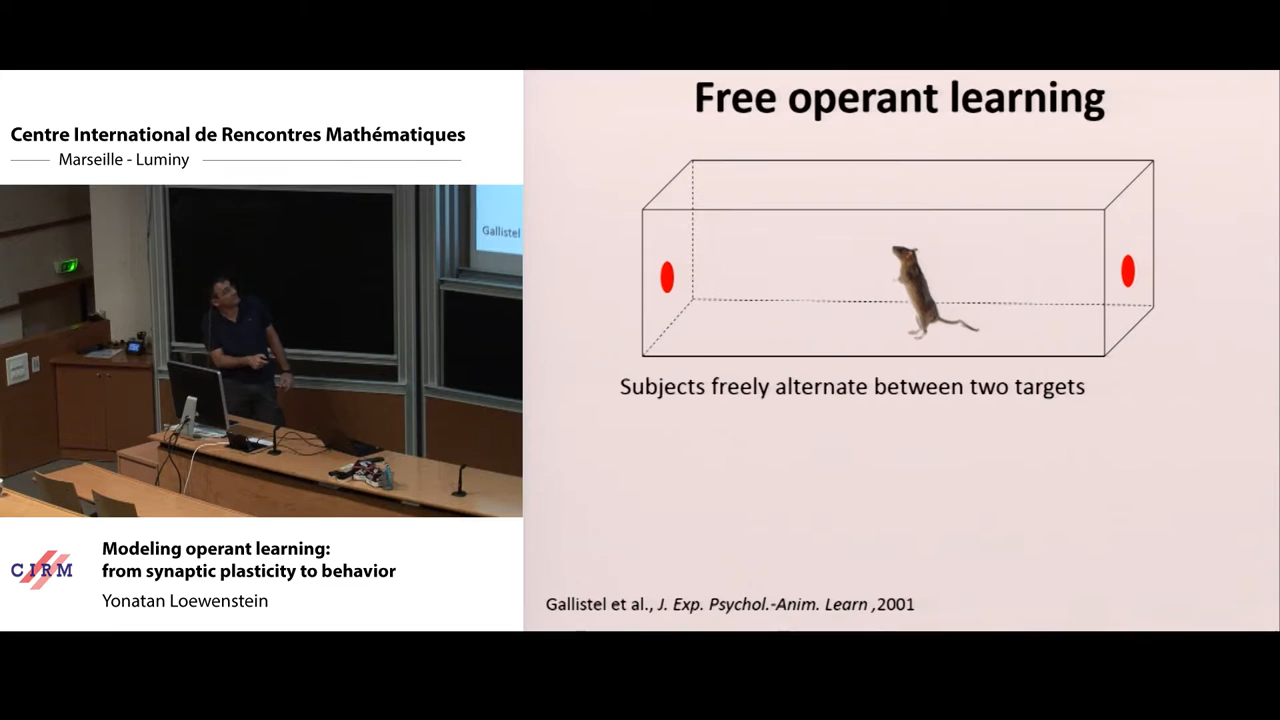 Centre International de Rencontres Mathématiques
Marseille - Luminy
Gallistel
Modeling operant learning:
from synaptic plasticity to behavior
Yonatan Loewenstein
CIRM
Free operant learning
Subjects freely alternate between two targets
Gallistel et al., J. Exp. Psychol.-Anim. Learn ,2001